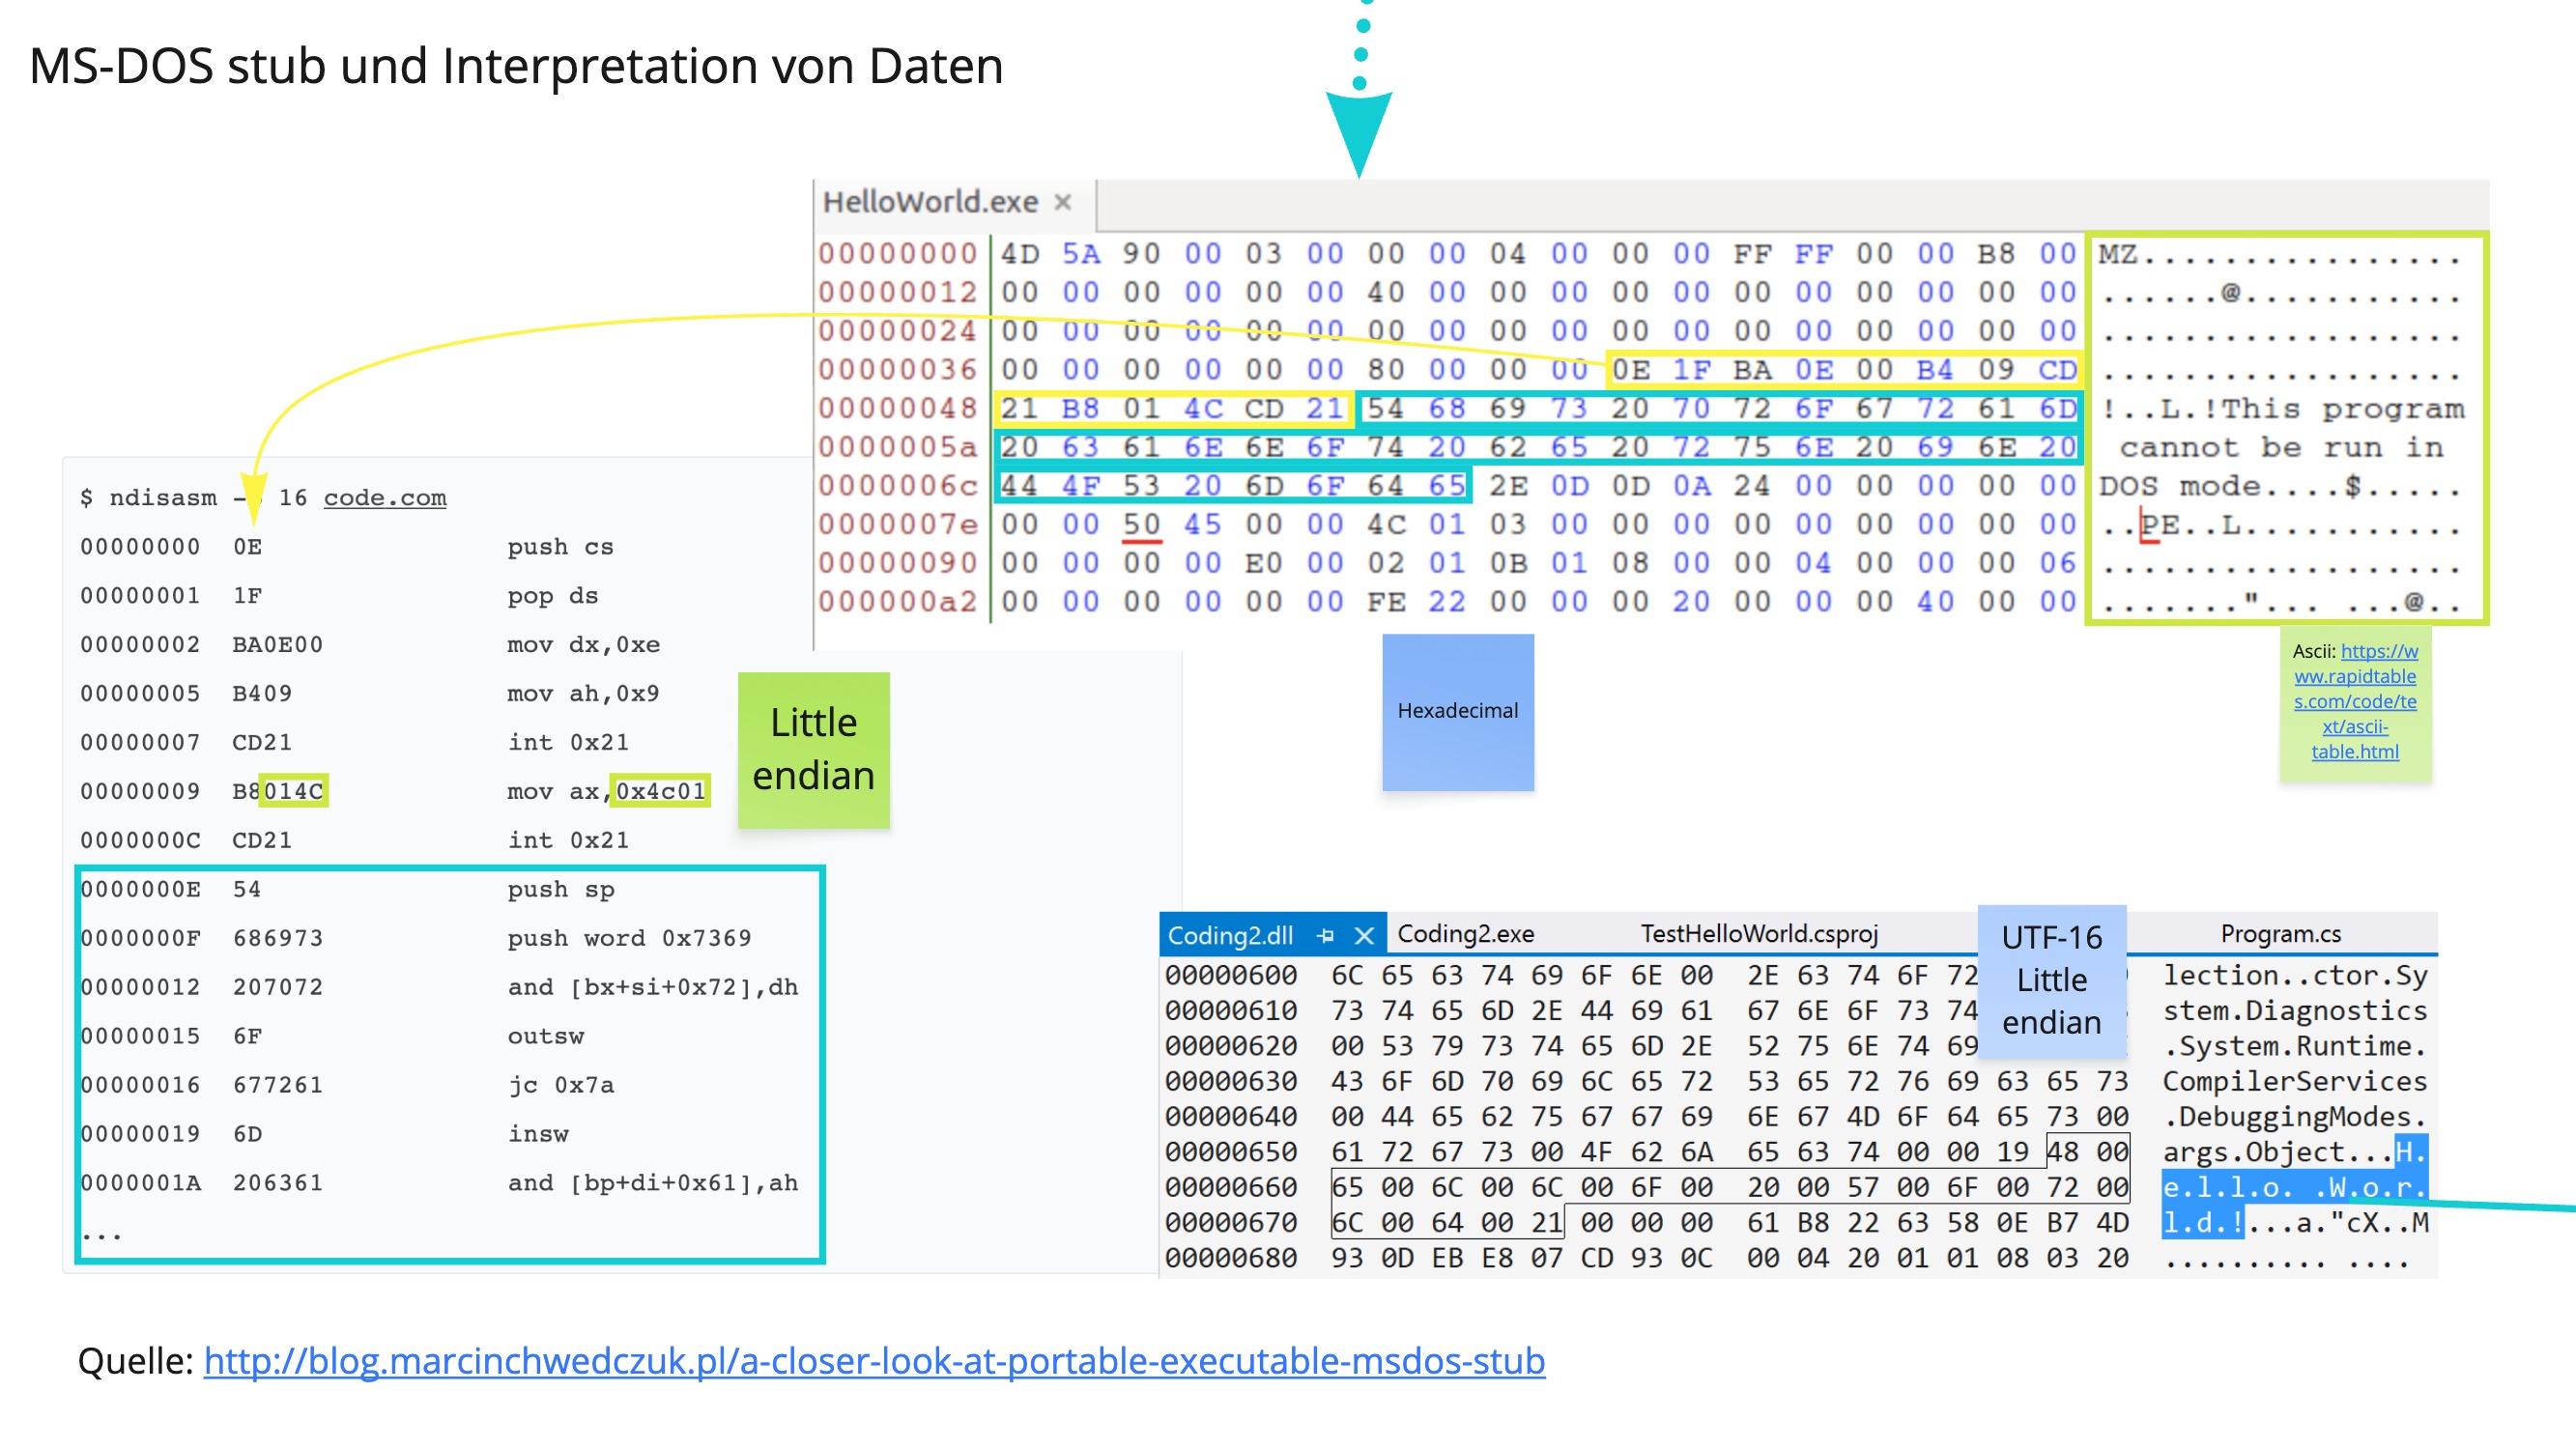 MS-DOS stub und Interpretation von Daten
HelloWorld.exe ×
00000000 4D 5A 90 00 03 00 00 00 04 00 00 00 FF FF 00 00 B8 00 MZ................
00000012 00 00 00 00 00 00 40 00 00 00 00 00 00 00 00 00 00 00 ......@...........
00000024 00 00 00 00 00 00 00 00 00 00 00 00 00 00 00 00 00 00 ..................
00000036 00 00 00 00 00 00 80 00 00 00 0E 1F BA 0E 00 B4 09 CD ..................
00000048 21 B8 01 4C CD 21 54 68 69 73 20 70 72 6F 67 72 61 6D !..L.!This program
0000005a 20 63 61 6E 6E 6F 74 20 62 65 20 72 75 6E 20 69 6E 20 cannot be run in
0000006c 44 4F 53 20 6D 6F 64 65 2E 0D 0D 0A 24 00 00 00 00 00 DOS mode....$.....
0000007e 00 00 50 45 00 00 4C 01 03 00 00 00 00 00 00 00 00 00 ..PE..L...........
00000090 00 00 00 00 E0 00 02 01 0B 01 08 00 00 04 00 00 00 06 ..................
000000a2 00 00 00 00 00 00 FE 22 00 00 00 20 00 00 00 40 00 00 ......."... ...@..
Hexadecimal
Ascii: https://w
ww.rapidtable
s.com/code/te
xt/ascii-
table.html
$ ndisasm 16 code.com
00000000 0E push cs
00000001 1F pop ds
00000002 BA0E00 mov dx,0xe
00000005 B409 mov ah,0x9
00000007 CD21 int 0x21
00000009 B8014C mov ax,0x4c01
0000000C CD21 int 0x21
0000000E 54 push sp
0000000F 686973 push word 0x7369
00000012 207072 and [bx+si+0x72],dh
00000015 6F outsw
00000016 677261 jc 0x7a
00000019 6D insw
0000001A 206361 and [bp+di+0x61],ah
...
Little
endian
Coding2.dll Coding2.exe TestHelloWorld.csproj Program.cs
UTF-16
Little
endian
00000600 6C 65 63 74 69 6F 6E 00 2E 63 74 6F 72 lection..ctor.Sy
00000610 73 74 65 6D 2E 44 69 61 67 6E 6F 73 74 stem.Diagnostics
00000620 00 53 79 73 74 65 6D 2E 52 75 6E 74 69 .System.Runtime.
00000630 43 6F 6D 70 69 6C 65 72 53 65 72 76 69 63 65 73 CompilerServices
00000640 00 44 65 62 75 67 67 69 6E 67 4D 6F 64 65 73 00 .DebuggingModes.
00000650 61 72 67 73 00 4F 62 6A 65 63 74 00 00 19 48 00 args.Object...H.
00000660 65 00 6C 00 6C 00 6F 00 20 00 57 00 6F 00 72 00 e.l.l.o. .W.o.r.
00000670 6C 00 64 00 21 00 00 00 61 B8 22 63 58 0E B7 4D l.d.!...a."cX..M
00000680 93 0D EB E8 07 CD 93 0C 00 04 20 01 01 08 03 20 .......... ....
Quelle: http://blog.marcinchwedczuk.pl/a-closer-look-at-portable-executable-msdos-stub